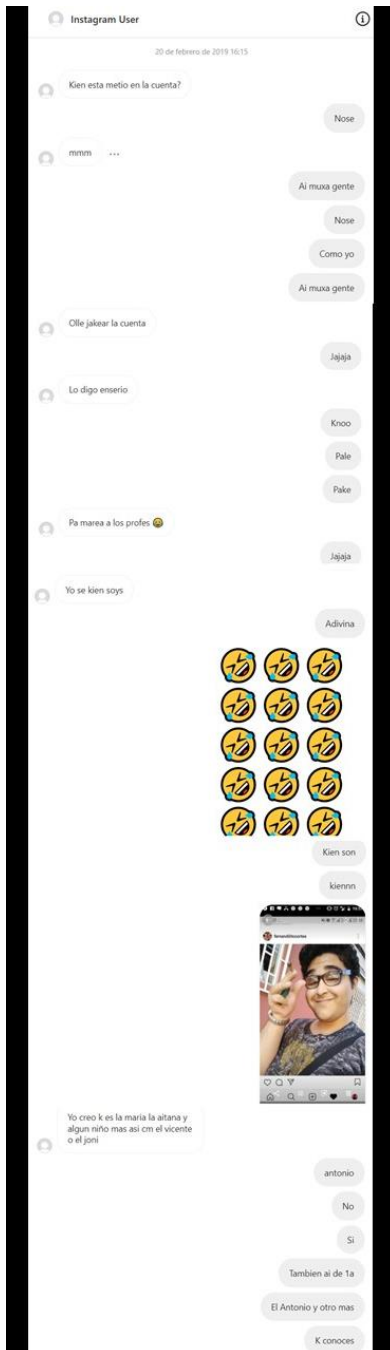 Instagram User
20 de febrero de 2019 16:15
Kien esta metio en la cuenta?
Nose
mmm
Ai muxa gente
Nose
Como yo
Ai muxa gente
Olle jakear la cuenta
Jajaja
Lo digo enserio
Knoo
Pale
Pake
Pa marea a los profes
Jajaja
Yo se kien soys
Adivina
Kien son
kiennn
Yo creo k es la maria la aitana y
algun niño mas asi cm el vicente
o el joni
antonio
No
Si
Tambien ai de 1a
El Antonio y otro mas
K conoces